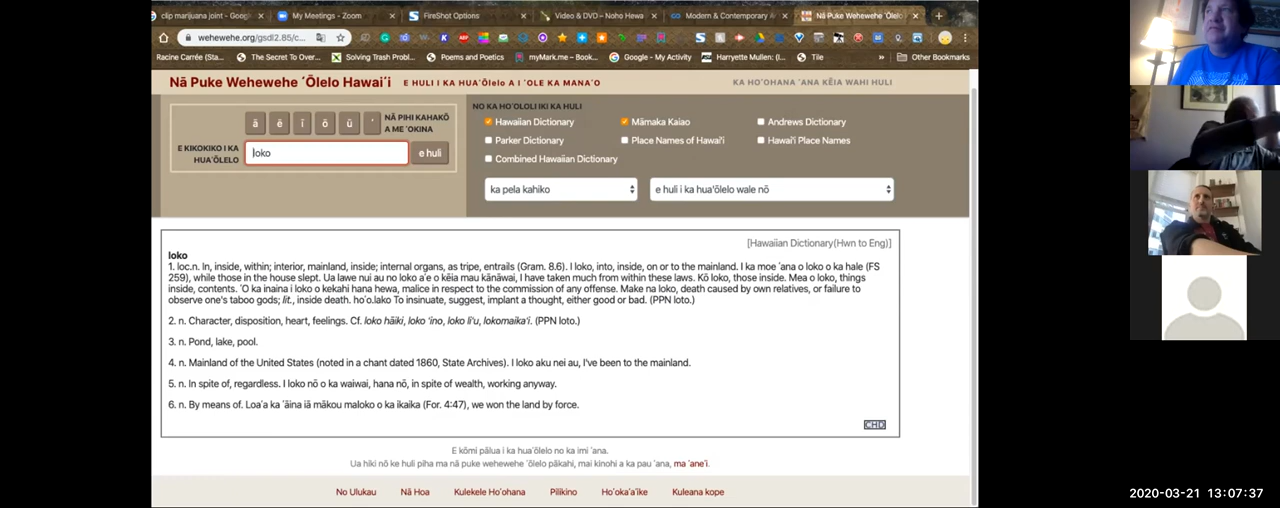 clip marijuana joint - Googl
My Meetings - Zoom
FireShot Options
Video & DVD – Noho Hewa
Modern & Contemporary A
Nā Puke Wehewehe ʻŌlelo
wehewehe.org/gsdl2.85/c...
Racine Carrée (Sta...
The Secret To Over...
Solving Trash Probl...
Poems and Poetics
myMark.me – Book...
Google - My Activity
Harryette Mullen: (I...
Tile
»
Other Bookmarks
Nā Puke Wehewehe ʻŌlelo Hawaiʻi
E HULI I KA HUAʻŌlelo A I ʻOLE KA MANAʻO
KA HOʻOHANA ʻANA KĒIA WAHI HULI
ā ē ī ō ū ʻ
NĀ PIHI KAHAKŌ
A ME ʻOKINA
E KIKOKIKO I KA
HUAʻŌLELO
loko
e huli
NO KA HOʻOLOLI IKI KA HULI
Hawaiian Dictionary
Māmaka Kaiao
Andrews Dictionary
Parker Dictionary
Place Names of Hawaiʻi
Hawaiʻi Place Names
Combined Hawaiian Dictionary
ka pela kahiko
e huli i ka huaʻōlelo wale nō
[Hawaiian Dictionary(Hwn to Eng)]
loko
1. loc.n. In, inside, within; interior, mainland, inside; internal organs, as tripe, entrails (Gram. 8.6). I loko, into, inside, on or to the mainland. I ka moe ʻana o loko o ka hale (FS
259), while those in the house slept. Ua lawe nui au no loko aʻe o kēia mau kānāwai, I have taken much from within these laws. Kō loko, those inside. Mea o loko, things
inside, contents. ʻO ka inaina i loko o kekahi hana hewa, malice in respect to the commission of any offense. Make na loko, death caused by own relatives, or failure to
observe one's taboo gods; lit., inside death. hoʻo.lako To insinuate, suggest, implant a thought, either good or bad. (PPN loto.)
2. n. Character, disposition, heart, feelings. Cf. loko hāiki, loko ʻino, loko liʻu, lokomaikaʻi. (PPN loto.)
3. n. Pond, lake, pool.
4. n. Mainland of the United States (noted in a chant dated 1860, State Archives). I loko aku nei au, I've been to the mainland.
5. n. In spite of, regardless. I loko nō o ka waiwai, hana nō, in spite of wealth, working anyway.
6. n. By means of. Loaʻa ka ʻāina iā mākou maloko o ka ikaika (For. 4:47), we won the land by force.
CHD
E kōmi pālua i ka huaʻōlelo no ka imi ʻana.
Ua hiki nō ke huli piha ma nā puke wehewehe ʻōlelo pākahi, mai kinohi a ka pau ʻana, ma ʻaneʻi.
No Ulukau
Nā Hoa
Kulekele Hoʻohana
Pilikino
Hoʻokaʻaʻike
Kuleana kope
2020-03-21 13:07:37